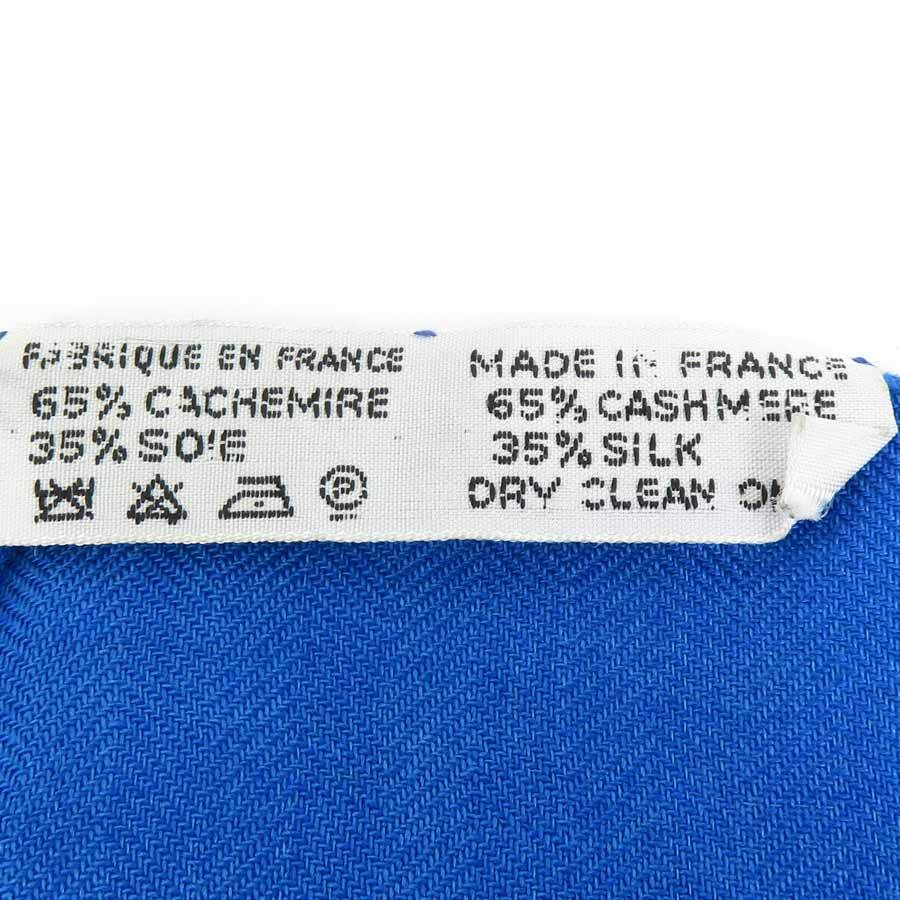 FABRIQUE EN FRANCE
65% CACHEMIRE
35% SOIE
P
MADE IN FRANCE
65% CASHMERE
35% SILK
DRY CLEAN